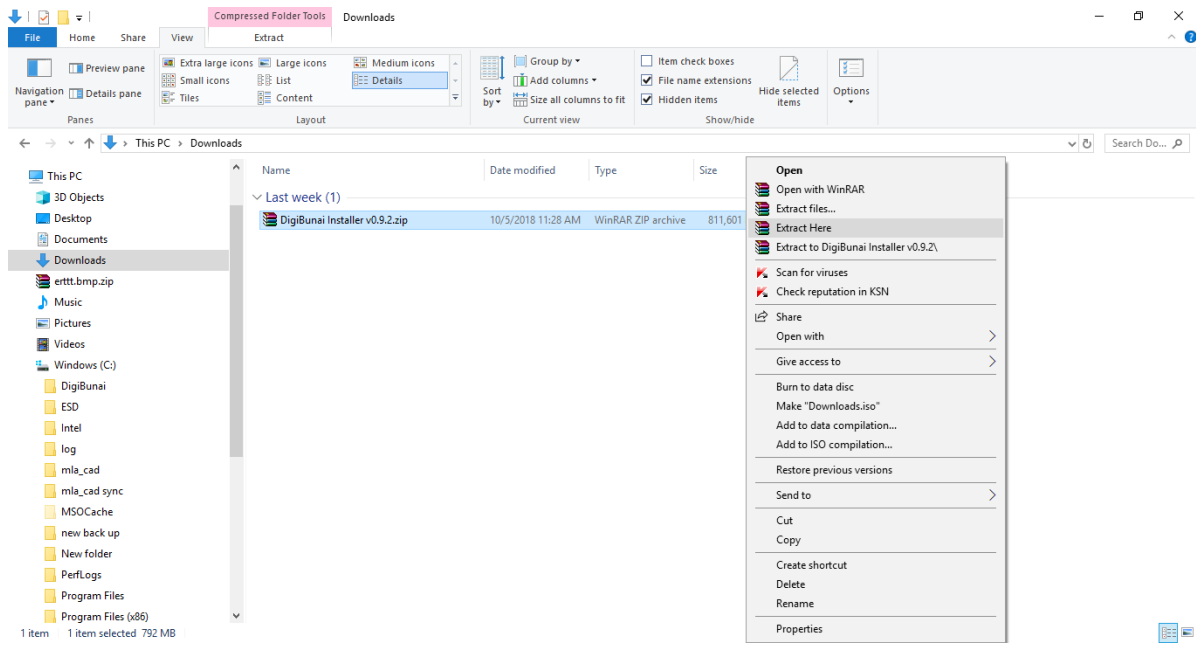 Compressed Folder Tools Downloads
File Home Share View Extract
Navigation pane
Preview pane
Details pane
Panes
Extra large icons Large icons Medium icons
Small icons List Details
Tiles Content
Layout
Sort by
Group by
Add columns
Size all columns to fit
Current view
Item check boxes
File name extensions
Hidden items
Hide selected items
Show/hide
Options
This PC Downloads
Search Do...
This PC
3D Objects
Desktop
Documents
Downloads
erttt.bmp.zip
Music
Pictures
Videos
Windows (C:)
DigiBunai
ESD
Intel
log
mla_cad
mla_cad sync
MSOCache
new back up
New folder
PerfLogs
Program Files
Program Files (x86)
Name Date modified Type Size
Last week (1)
DigiBunai Installer v0.9.2.zip 10/5/2018 11:28 AM WinRAR ZIP archive 811,601
Open
Open with WinRAR
Extract files...
Extract Here
Extract to DigiBunai Installer v0.9.2\
Scan for viruses
Check reputation in KSN
Share
Open with
Give access to
Burn to data disc
Make "Downloads.iso"
Add to data compilation...
Add to ISO compilation...
Restore previous versions
Send to
Cut
Copy
Create shortcut
Delete
Rename
Properties
1 item 1 item selected 792 MB